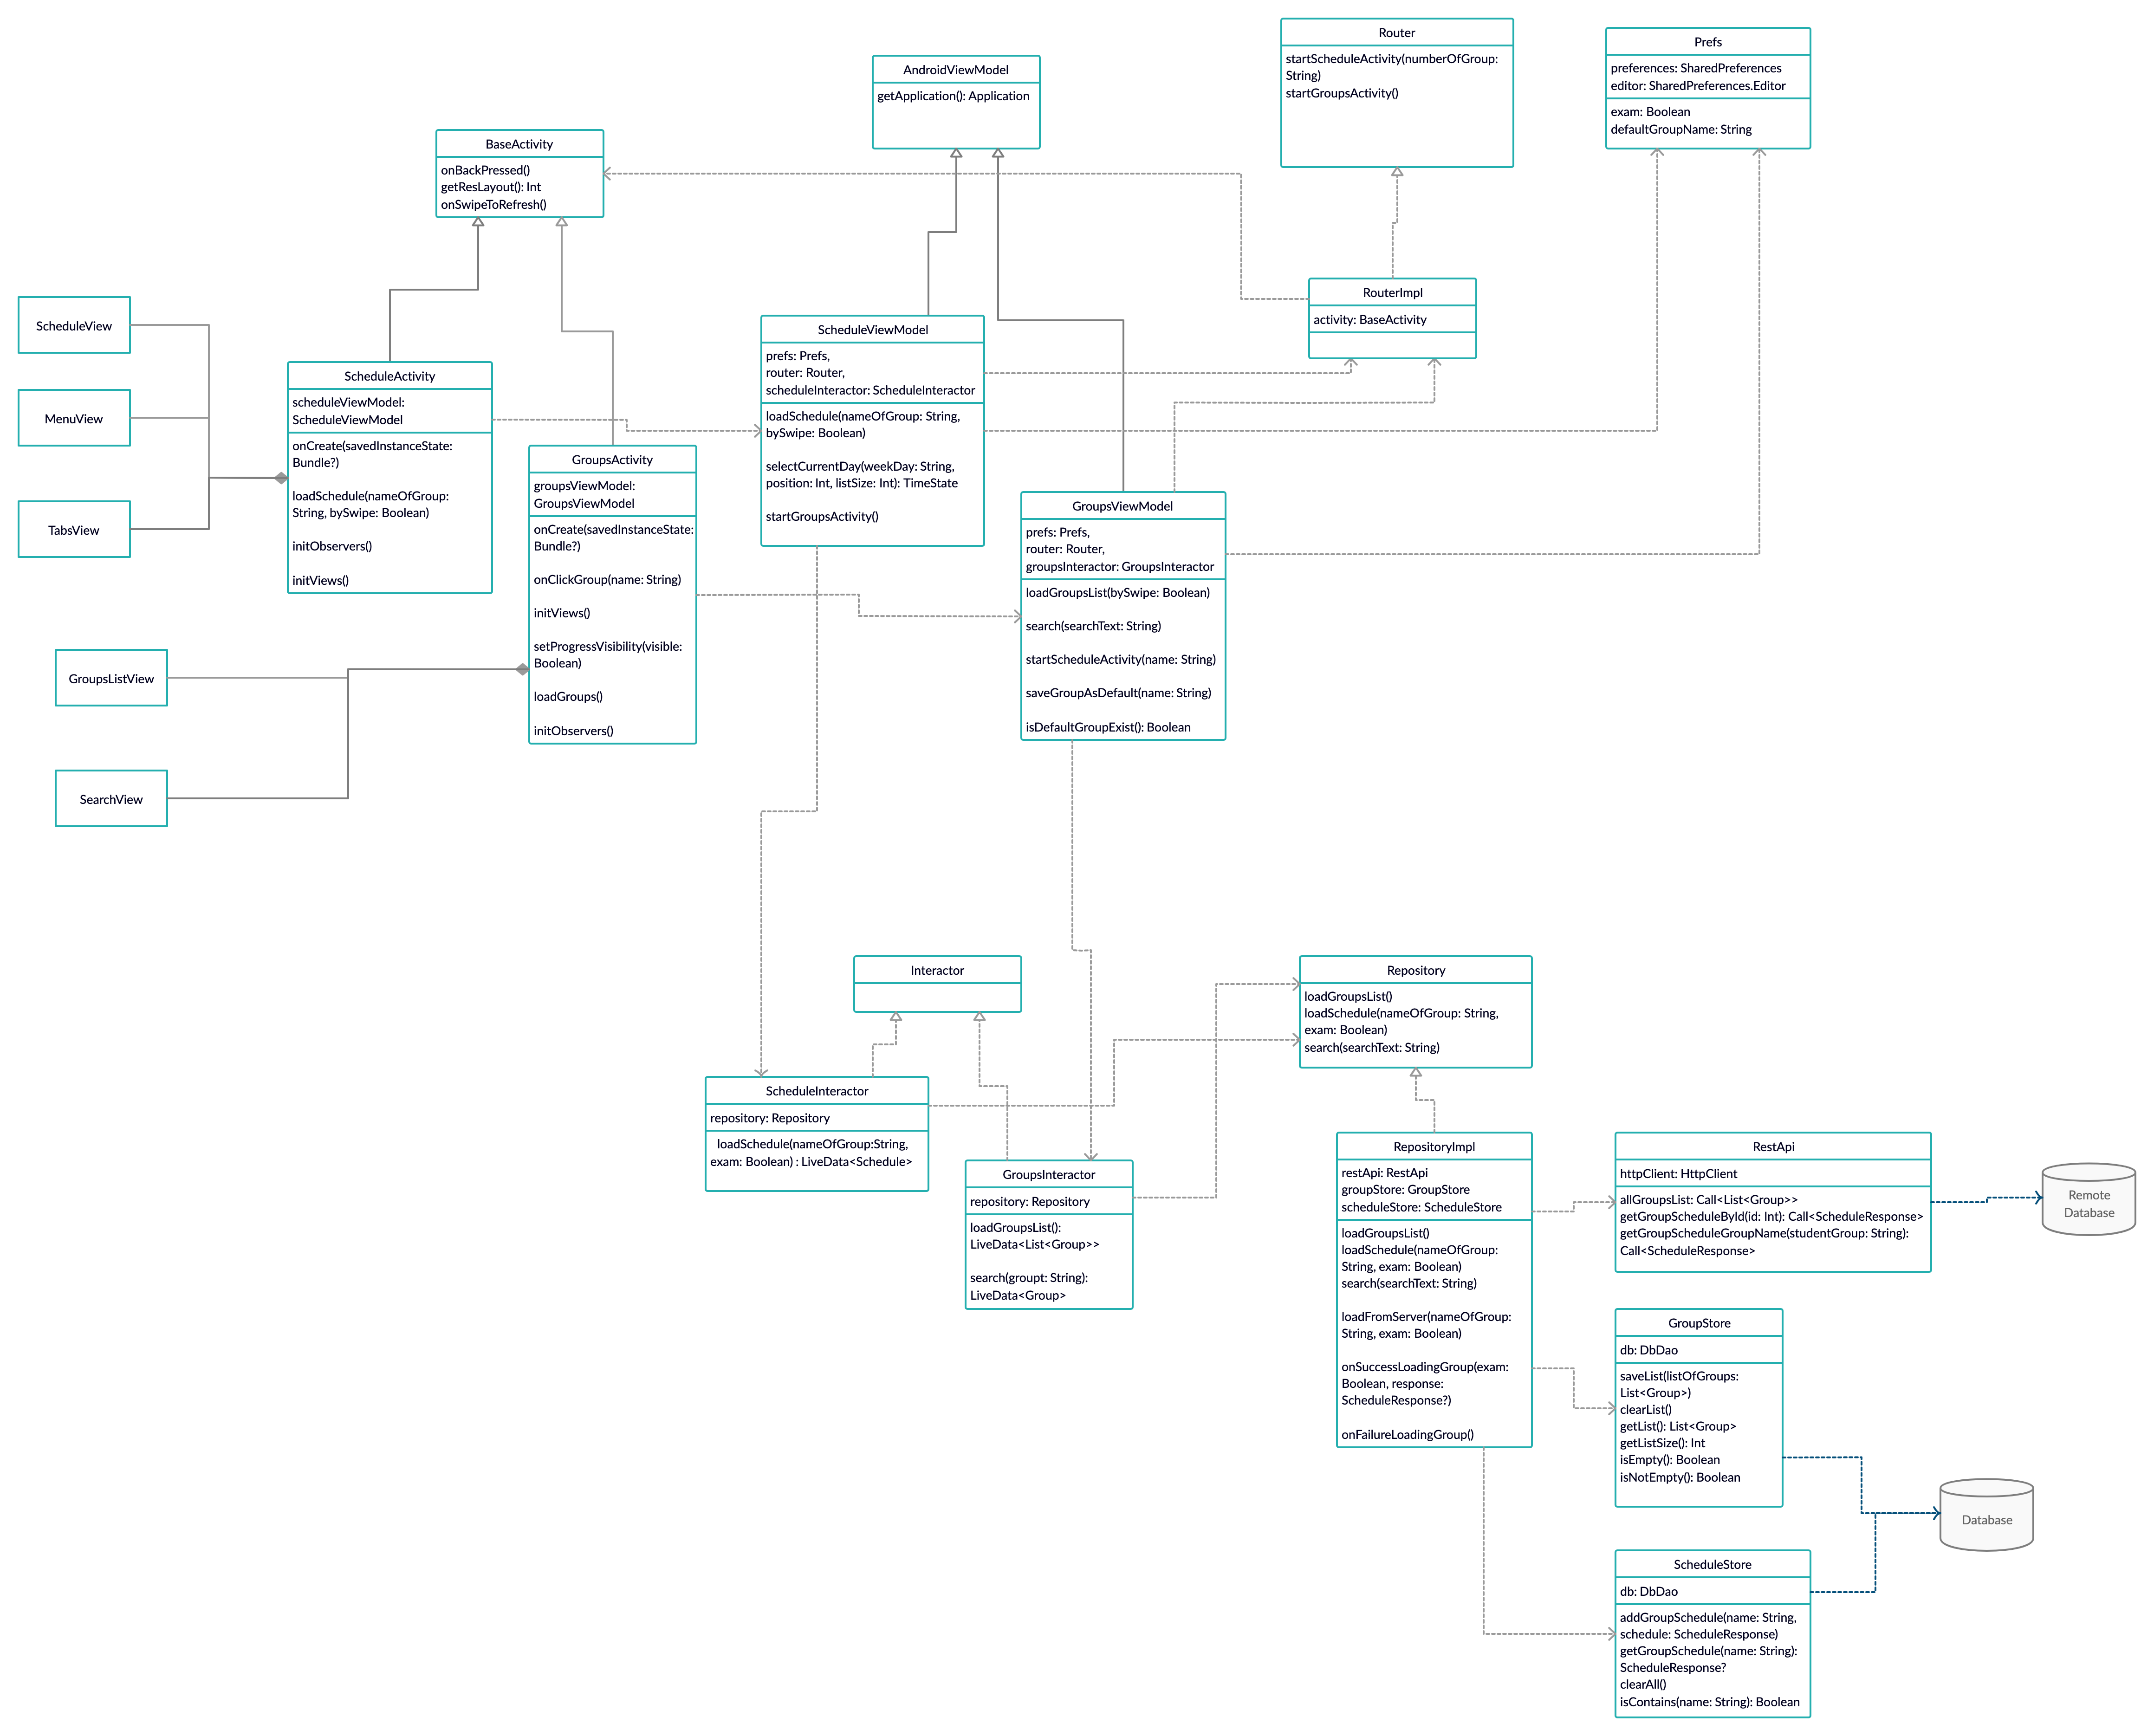 Router
startScheduleActivity(numberOfGroup:
String)
startGroupsActivity()
Prefs
preferences: SharedPreferences
editor: SharedPreferences.Editor
exam: Boolean
defaultGroupName: String
AndroidViewModel
getApplication(): Application
BaseActivity
onBackPressed()
getResLayout(): Int
onSwipeToRefresh()
RouterImpl
activity: BaseActivity
ScheduleView
MenuView
TabsView
ScheduleActivity
scheduleViewModel:
ScheduleViewModel
onCreate(savedInstanceState:
Bundle?)
loadSchedule(nameOfGroup:
String, bySwipe: Boolean)
initObservers()
initViews()
ScheduleViewModel
prefs: Prefs,
router: Router,
scheduleInteractor: ScheduleInteractor
loadSchedule(nameOfGroup: String,
bySwipe: Boolean)
selectCurrentDay(weekDay: String,
position: Int, listSize: Int): TimeState
startGroupsActivity()
GroupsActivity
groupsViewModel:
GroupsViewModel
onCreate(savedInstanceState:
Bundle?)
onClickGroup(name: String)
initViews()
setProgressVisibility(visible:
Boolean)
loadGroups()
initObservers()
GroupsViewModel
prefs: Prefs,
router: Router,
groupsInteractor: GroupsInteractor
loadGroupsList(bySwipe: Boolean)
search(searchText: String)
startScheduleActivity(name: String)
saveGroupAsDefault(name: String)
isDefaultGroupExist(): Boolean
GroupsListView
SearchView
Interactor
Repository
loadGroupsList()
loadSchedule(nameOfGroup: String,
exam: Boolean)
search(searchText: String)
ScheduleInteractor
repository: Repository
loadSchedule(nameOfGroup:String,
exam: Boolean) : LiveData<Schedule>
GroupsInteractor
repository: Repository
loadGroupsList():
LiveData<List<Group>>
search(groupt: String):
LiveData<Group>
RepositoryImpl
restApi: RestApi
groupStore: GroupStore
scheduleStore: ScheduleStore
loadGroupsList()
loadSchedule(nameOfGroup:
String, exam: Boolean)
search(searchText: String)
loadFromServer(nameOfGroup:
String, exam: Boolean)
onSuccessLoadingGroup(exam:
Boolean, response:
ScheduleResponse?)
onFailureLoadingGroup()
RestApi
httpClient: HttpClient
allGroupsList: Call<List<Group>>
getGroupScheduleById(id: Int): Call<ScheduleResponse>
getGroupScheduleGroupName(studentGroup: String):
Call<ScheduleResponse>
Remote
Database
GroupStore
db: DbDao
saveList(listOfGroups:
List<Group>)
clearList()
getList(): List<Group>
getListSize(): Int
isEmpty(): Boolean
isNotEmpty(): Boolean
Database
ScheduleStore
db: DbDao
addGroupSchedule(name: String,
schedule: ScheduleResponse)
getGroupSchedule(name: String):
ScheduleResponse?
clearAll()
isContains(name: String): Boolean